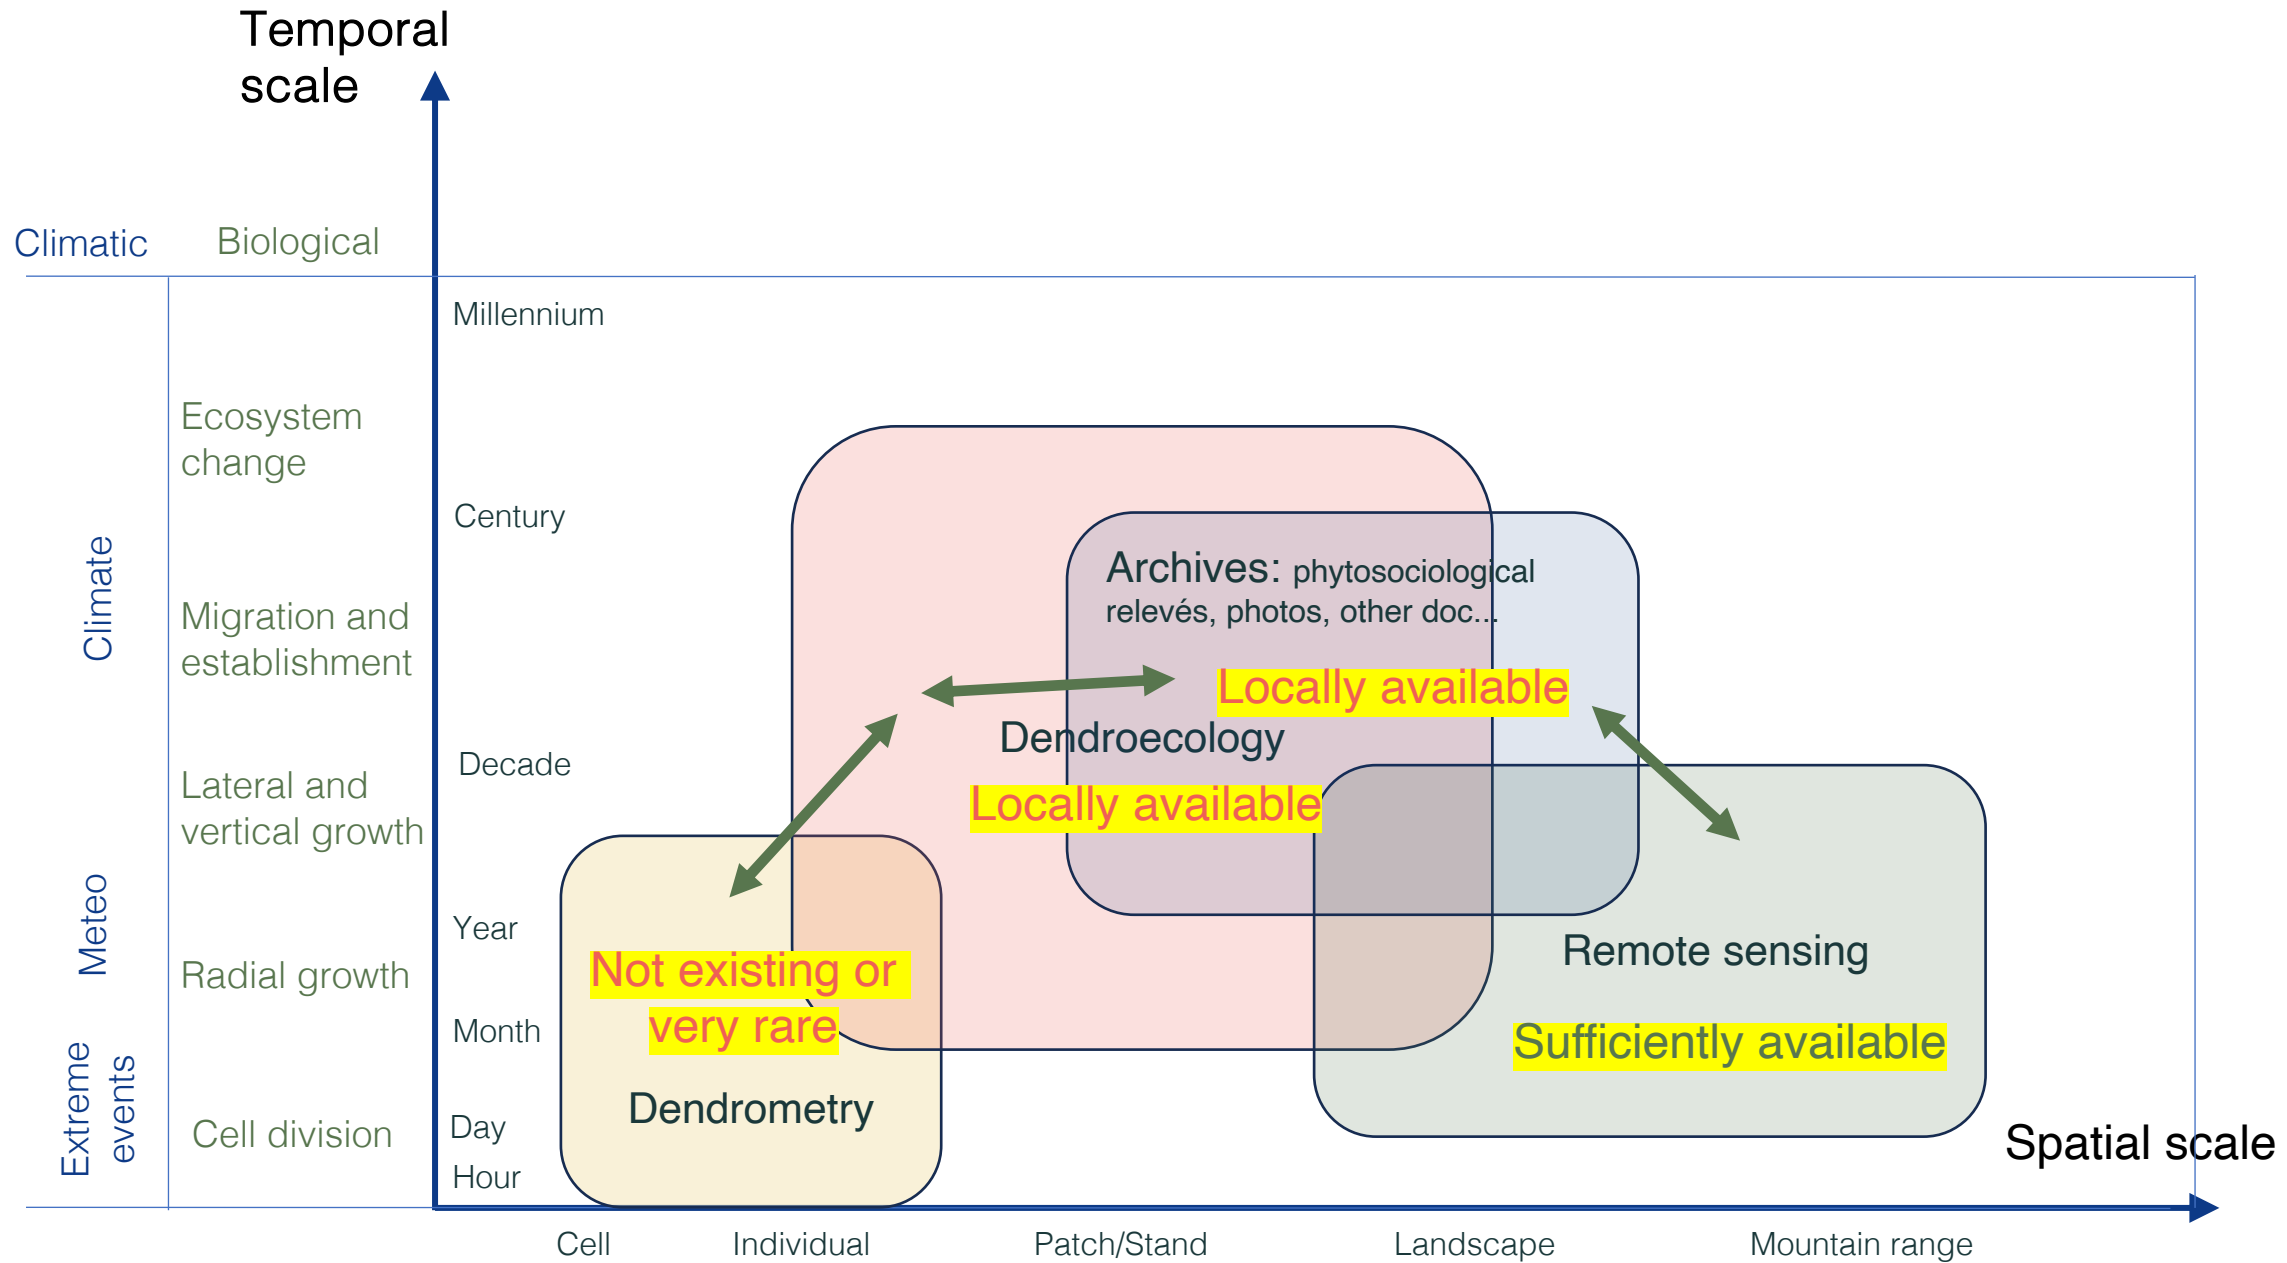 Temporal
scale
Climatic
Biological
Millennium
Ecosystem
change
Century
Climate
Archives: phytosociological
relevés, photos, other doc...
Migration and
establishment
Locally available
Dendroecology
Decade
Lateral and
vertical growth
Locally available
Meteo
Year
Radial growth
Not existing or
very rare
Remote sensing
Month
Sufficiently available
Extreme
events
Dendrometry
Day
Cell division
Spatial scale
Hour
Cell
Individual
Patch/Stand
Landscape
Mountain range